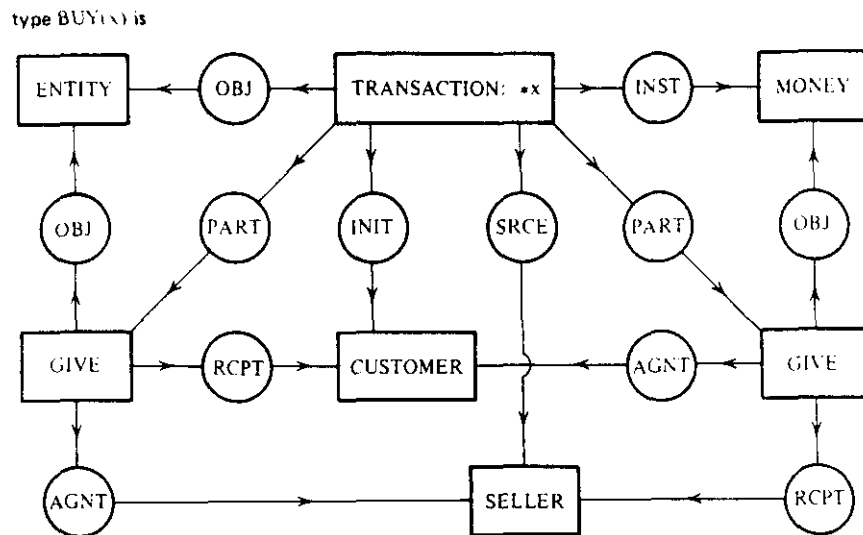 type BUY(x) is
ENTITY OBJ TRANSACTION: *x INST MONEY
OBJ PART INIT SRCE PART OBJ
GIVE RCPT CUSTOMER AGNT GIVE
AGNT SELLER RCPT